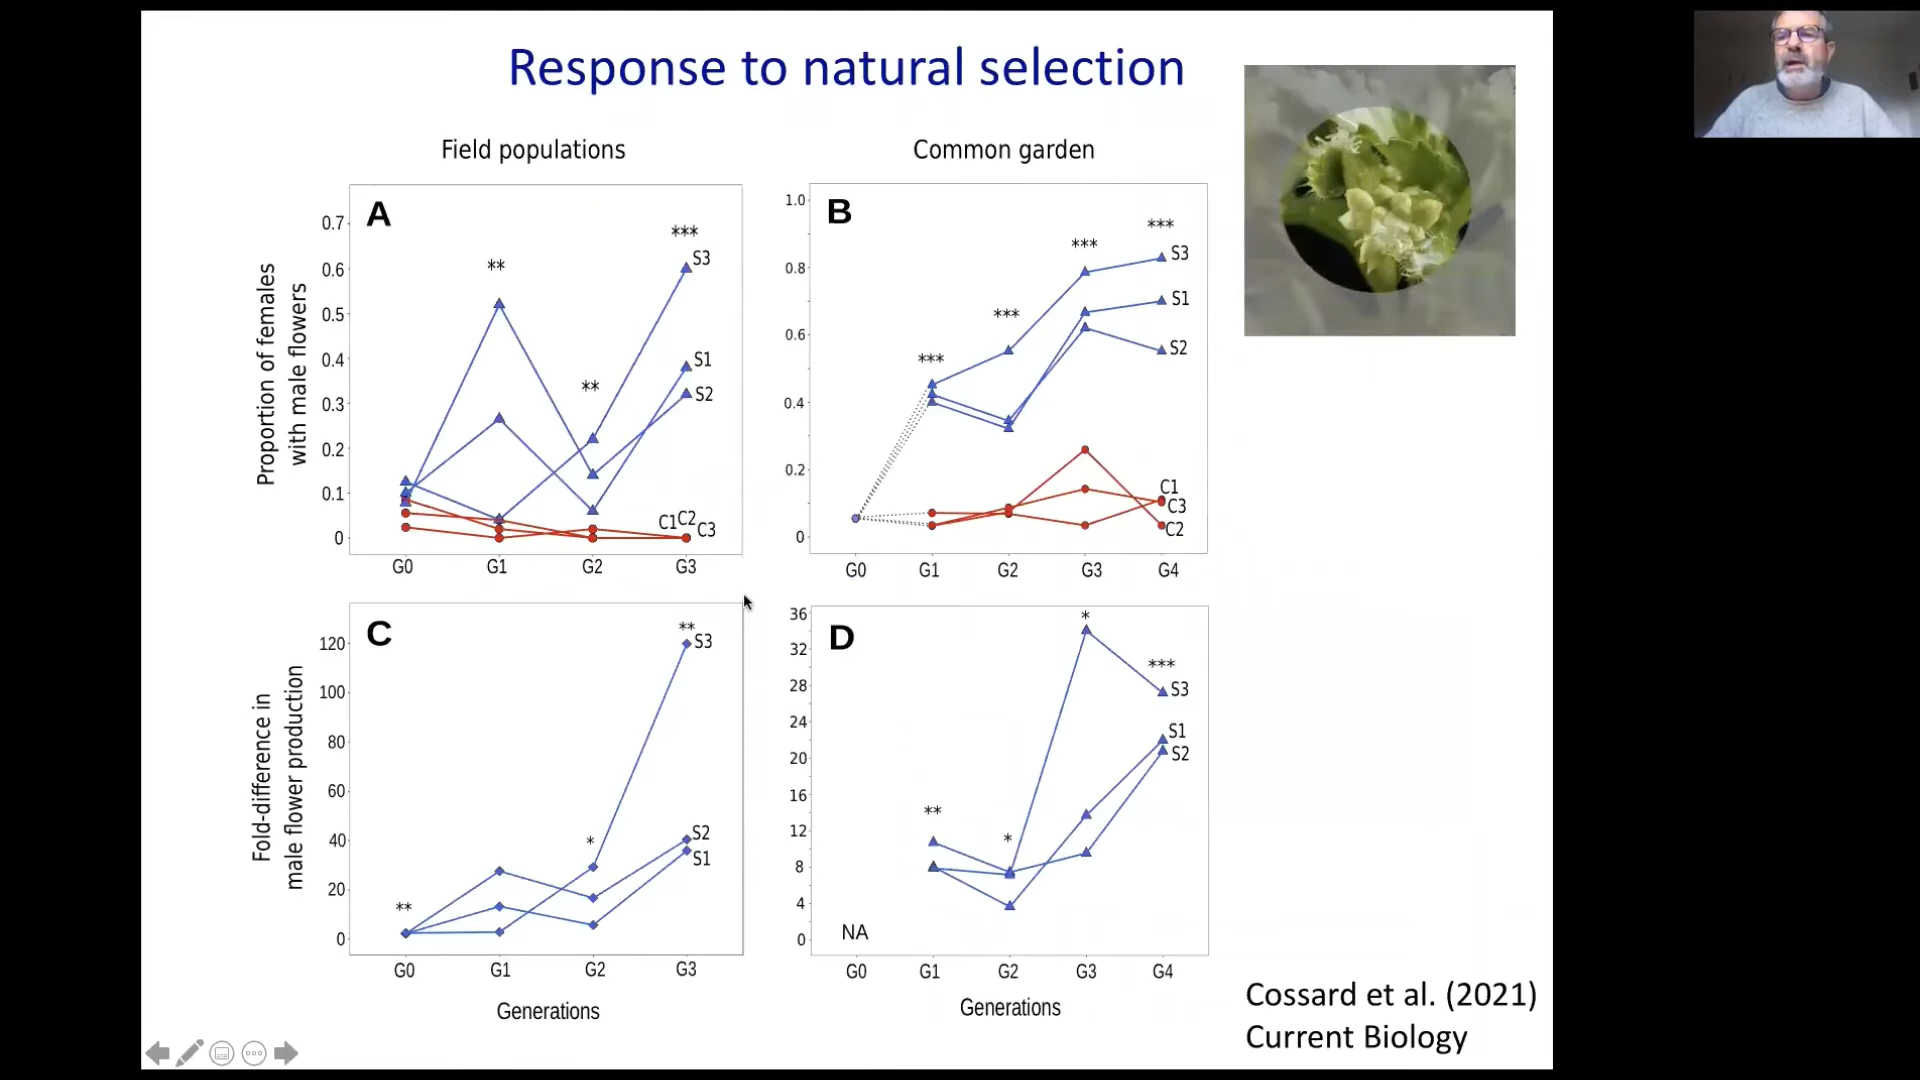 Response to natural selection
Field populations
Common garden
A
Proportion of females
with male flowers
0.7
0.6
0.5
0.4
0.3
0.2
0.1
0
**
**
***
S3
S1
S2
C1
C2
C3
G0
G1
G2
G3
B
1.0
0.8
0.6
0.4
0.2
0
***
***
***
***
S3
S1
S2
C1
C3
C2
G0
G1
G2
G3
G4
C
Fold-difference in
male flower production
120
100
80
60
40
20
0
**
*
**
S3
S2
S1
G0
G1
G2
G3
Generations
D
36
32
28
24
20
16
12
8
4
0
NA
**
*
*
***
S3
S1
S2
G0
G1
G2
G3
G4
Generations
Cossard et al. (2021)
Current Biology